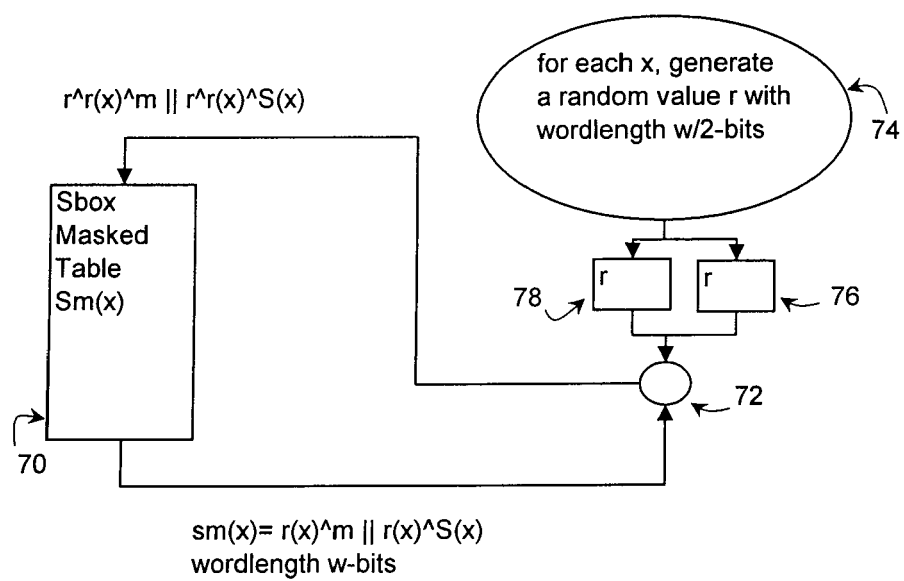 for each x, generate
a random value r with
wordlength w/2-bits
74
r^r(x)^m || r^r(x)^S(x)
Sbox
Masked
Table
Sm(x)
78
r
r
76
72
70
sm(x)= r(x)^m || r(x)^S(x)
wordlength w-bits